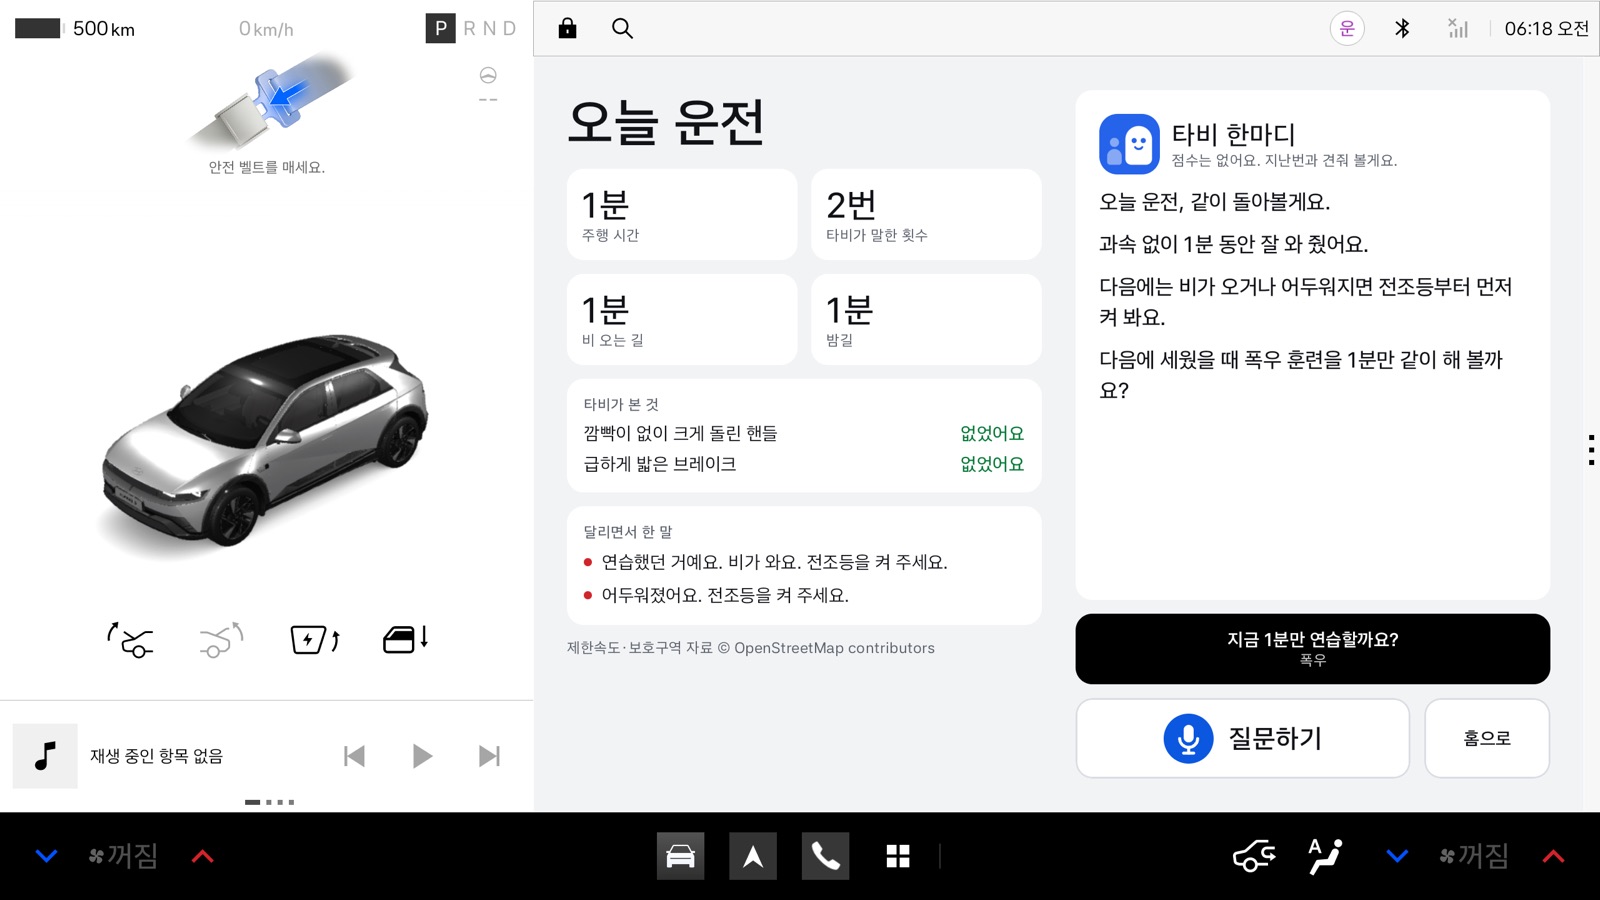 500 km
0 km/h
P R N D
06:18 오전
운
안전 벨트를 매세요.
--
오늘 운전
1분
주행 시간
2번
타비가 말한 횟수
1분
비 오는 길
1분
밤길
타비가 본 것
깜빡이 없이 크게 돌린 핸들 없었어요
급하게 밟은 브레이크 없었어요
달리면서 한 말
연습했던 거예요. 비가 와요. 전조등을 켜 주세요.
어두워졌어요. 전조등을 켜 주세요.
제한속도·보호구역 자료 © OpenStreetMap contributors
타비 한마디
점수는 없어요. 지난번과 견줘 볼게요.
오늘 운전, 같이 돌아볼게요.
과속 없이 1분 동안 잘 와 줬어요.
다음에는 비가 오거나 어두워지면 전조등부터 먼저
켜 봐요.
다음에 세웠을 때 폭우 훈련을 1분만 같이 해 볼까
요?
지금 1분만 연습할까요?
폭우
질문하기
홈으로
재생 중인 항목 없음
꺼짐
A
꺼짐